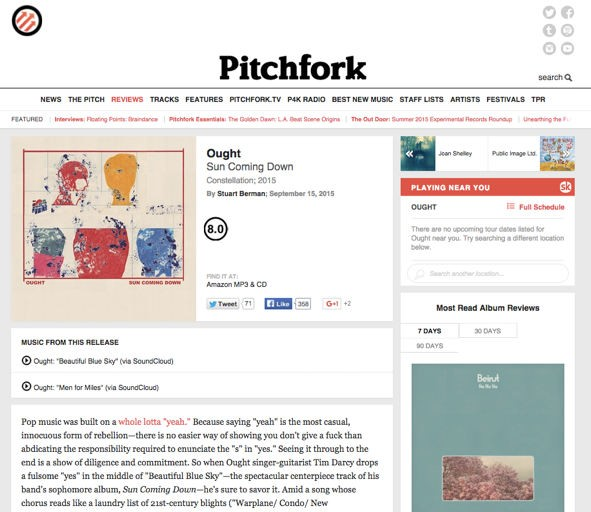 Pitchfork
search
NEWS THE PITCH REVIEWS TRACKS FEATURES PITCHFORK.TV P4K RADIO BEST NEW MUSIC STAFF LISTS ARTISTS FESTIVALS TPR
FEATURED Interviews: Floating Points: Braindance Pitchfork Essentials: The Golden Dawn: L.A. Beat Scene Origins The Out Door: Summer 2015 Experimental Records Roundup Unearthing the Fu
OUGHT SUN COMING DOWN
Ought
Sun Coming Down
Constellation; 2015
By Stuart Berman; September 15, 2015
8.0
FIND IT AT:
Amazon MP3 & CD
Tweet 71 Like 358 g+1 +2
MUSIC FROM THIS RELEASE
Ought: "Beautiful Blue Sky" (via SoundCloud)
Ought: "Men for Miles" (via SoundCloud)
Pop music was built on a whole lotta "yeah." Because saying "yeah" is the most casual,
innocuous form of rebellion—there is no easier way of showing you don't give a fuck than
abdicating the responsibility required to enunciate the "s" in "yes." Seeing it through to the
end is a show of diligence and commitment. So when Ought singer-guitarist Tim Darcy drops
a fulsome "yes" in the middle of "Beautiful Blue Sky"—the spectacular centerpiece track of his
band's sophomore album, Sun Coming Down—he's sure to savor it. Amid a song whose
chorus reads like a laundry list of 21st-century blights ("Warplane/ Condo/ New
« Joan Shelley Public Image Ltd.
PLAYING NEAR YOU sk
OUGHT Full Schedule
There are no upcoming tour dates listed for
Ought near you. Try searching a different location
below.
Search another location...
Most Read Album Reviews
7 DAYS 30 DAYS
90 DAYS
Beirut
No No No